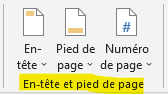 En- Pied de Numéro
tête page de page
En-tête et pied de page